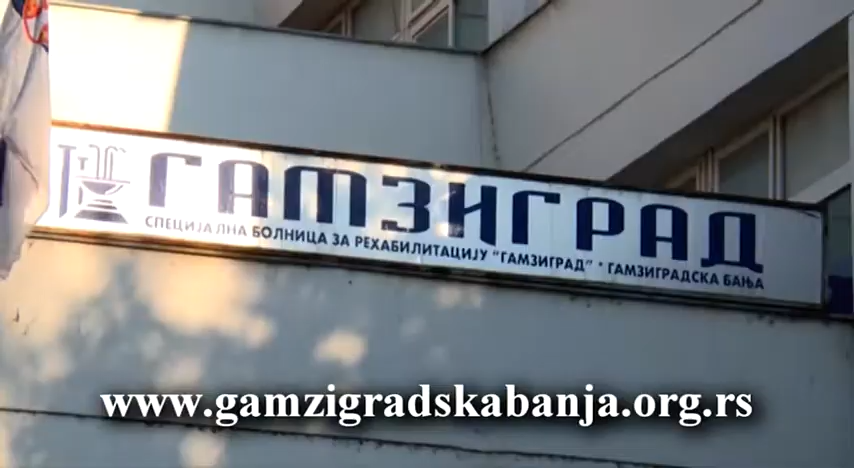 ГАМЗИГРАД
СПЕЦИЈАЛНА БОЛНИЦА ЗА РЕХАБИЛИТАЦИЈУ "ГАМЗИГРАД" · ГАМЗИГРАДСКА БАЊА
www.gamzigradskabanja.org.rs